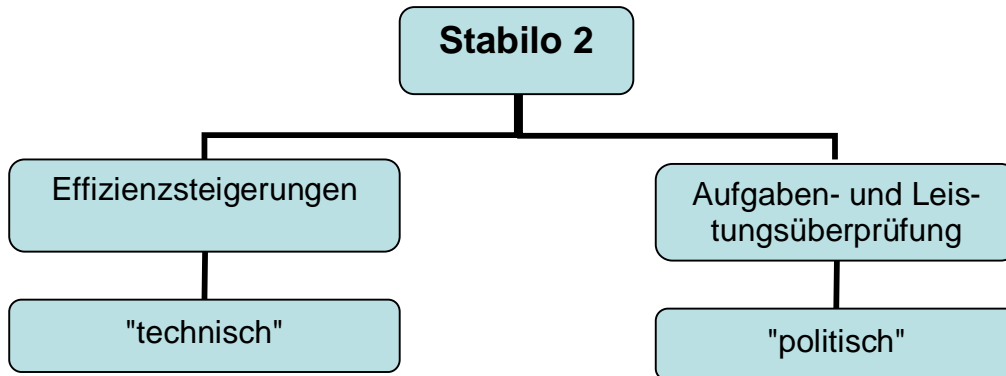 Stabilo 2
Effizienzsteigerungen
Aufgaben- und Leis-
tungsüberprüfung
"technisch"
"politisch"